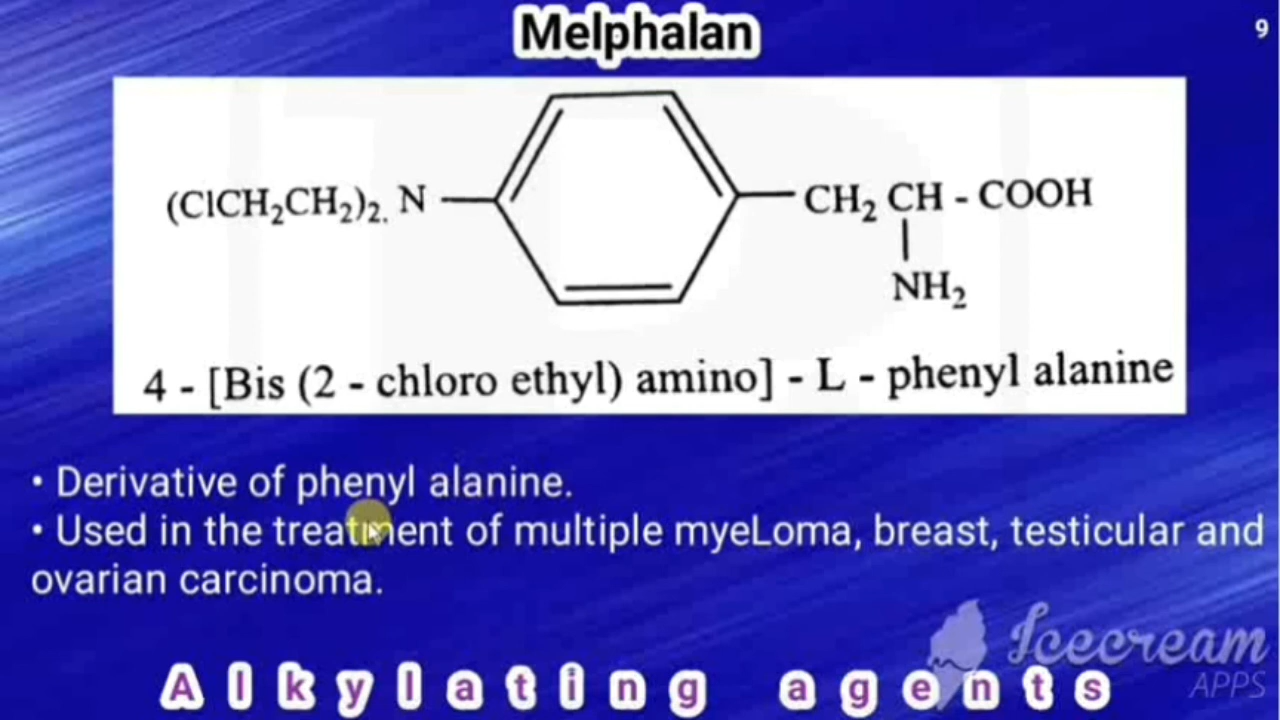 Melphalan
9
(ClCH₂CH₂)₂. N
CH₂ CH - COOH
NH₂
4 - [Bis (2 - chloro ethyl) amino] - L - phenyl alanine
• Derivative of phenyl alanine.
• Used in the treatment of multiple myeLoma, breast, testicular and
ovarian carcinoma.
Icecream
APPS
Alkylating agents